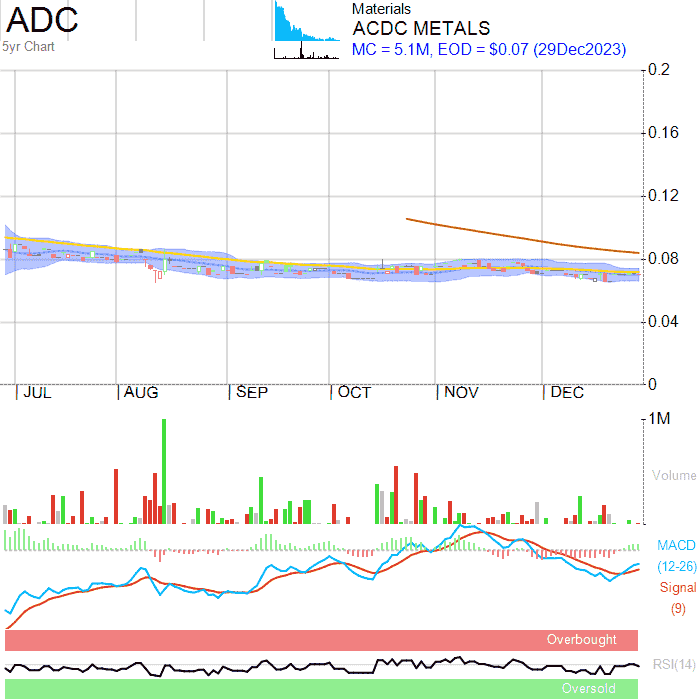 ADC
5yr Chart
Materials
ACDC METALS
MC = 5.1M, EOD = $0.07 (29Dec2023)
0.2
0.16
0.12
0.08
0.04
0
JUL AUG SEP OCT NOV DEC
1M
Volume
MACD
(12-26)
Signal
(9)
Overbought
RSI(14)
Oversold